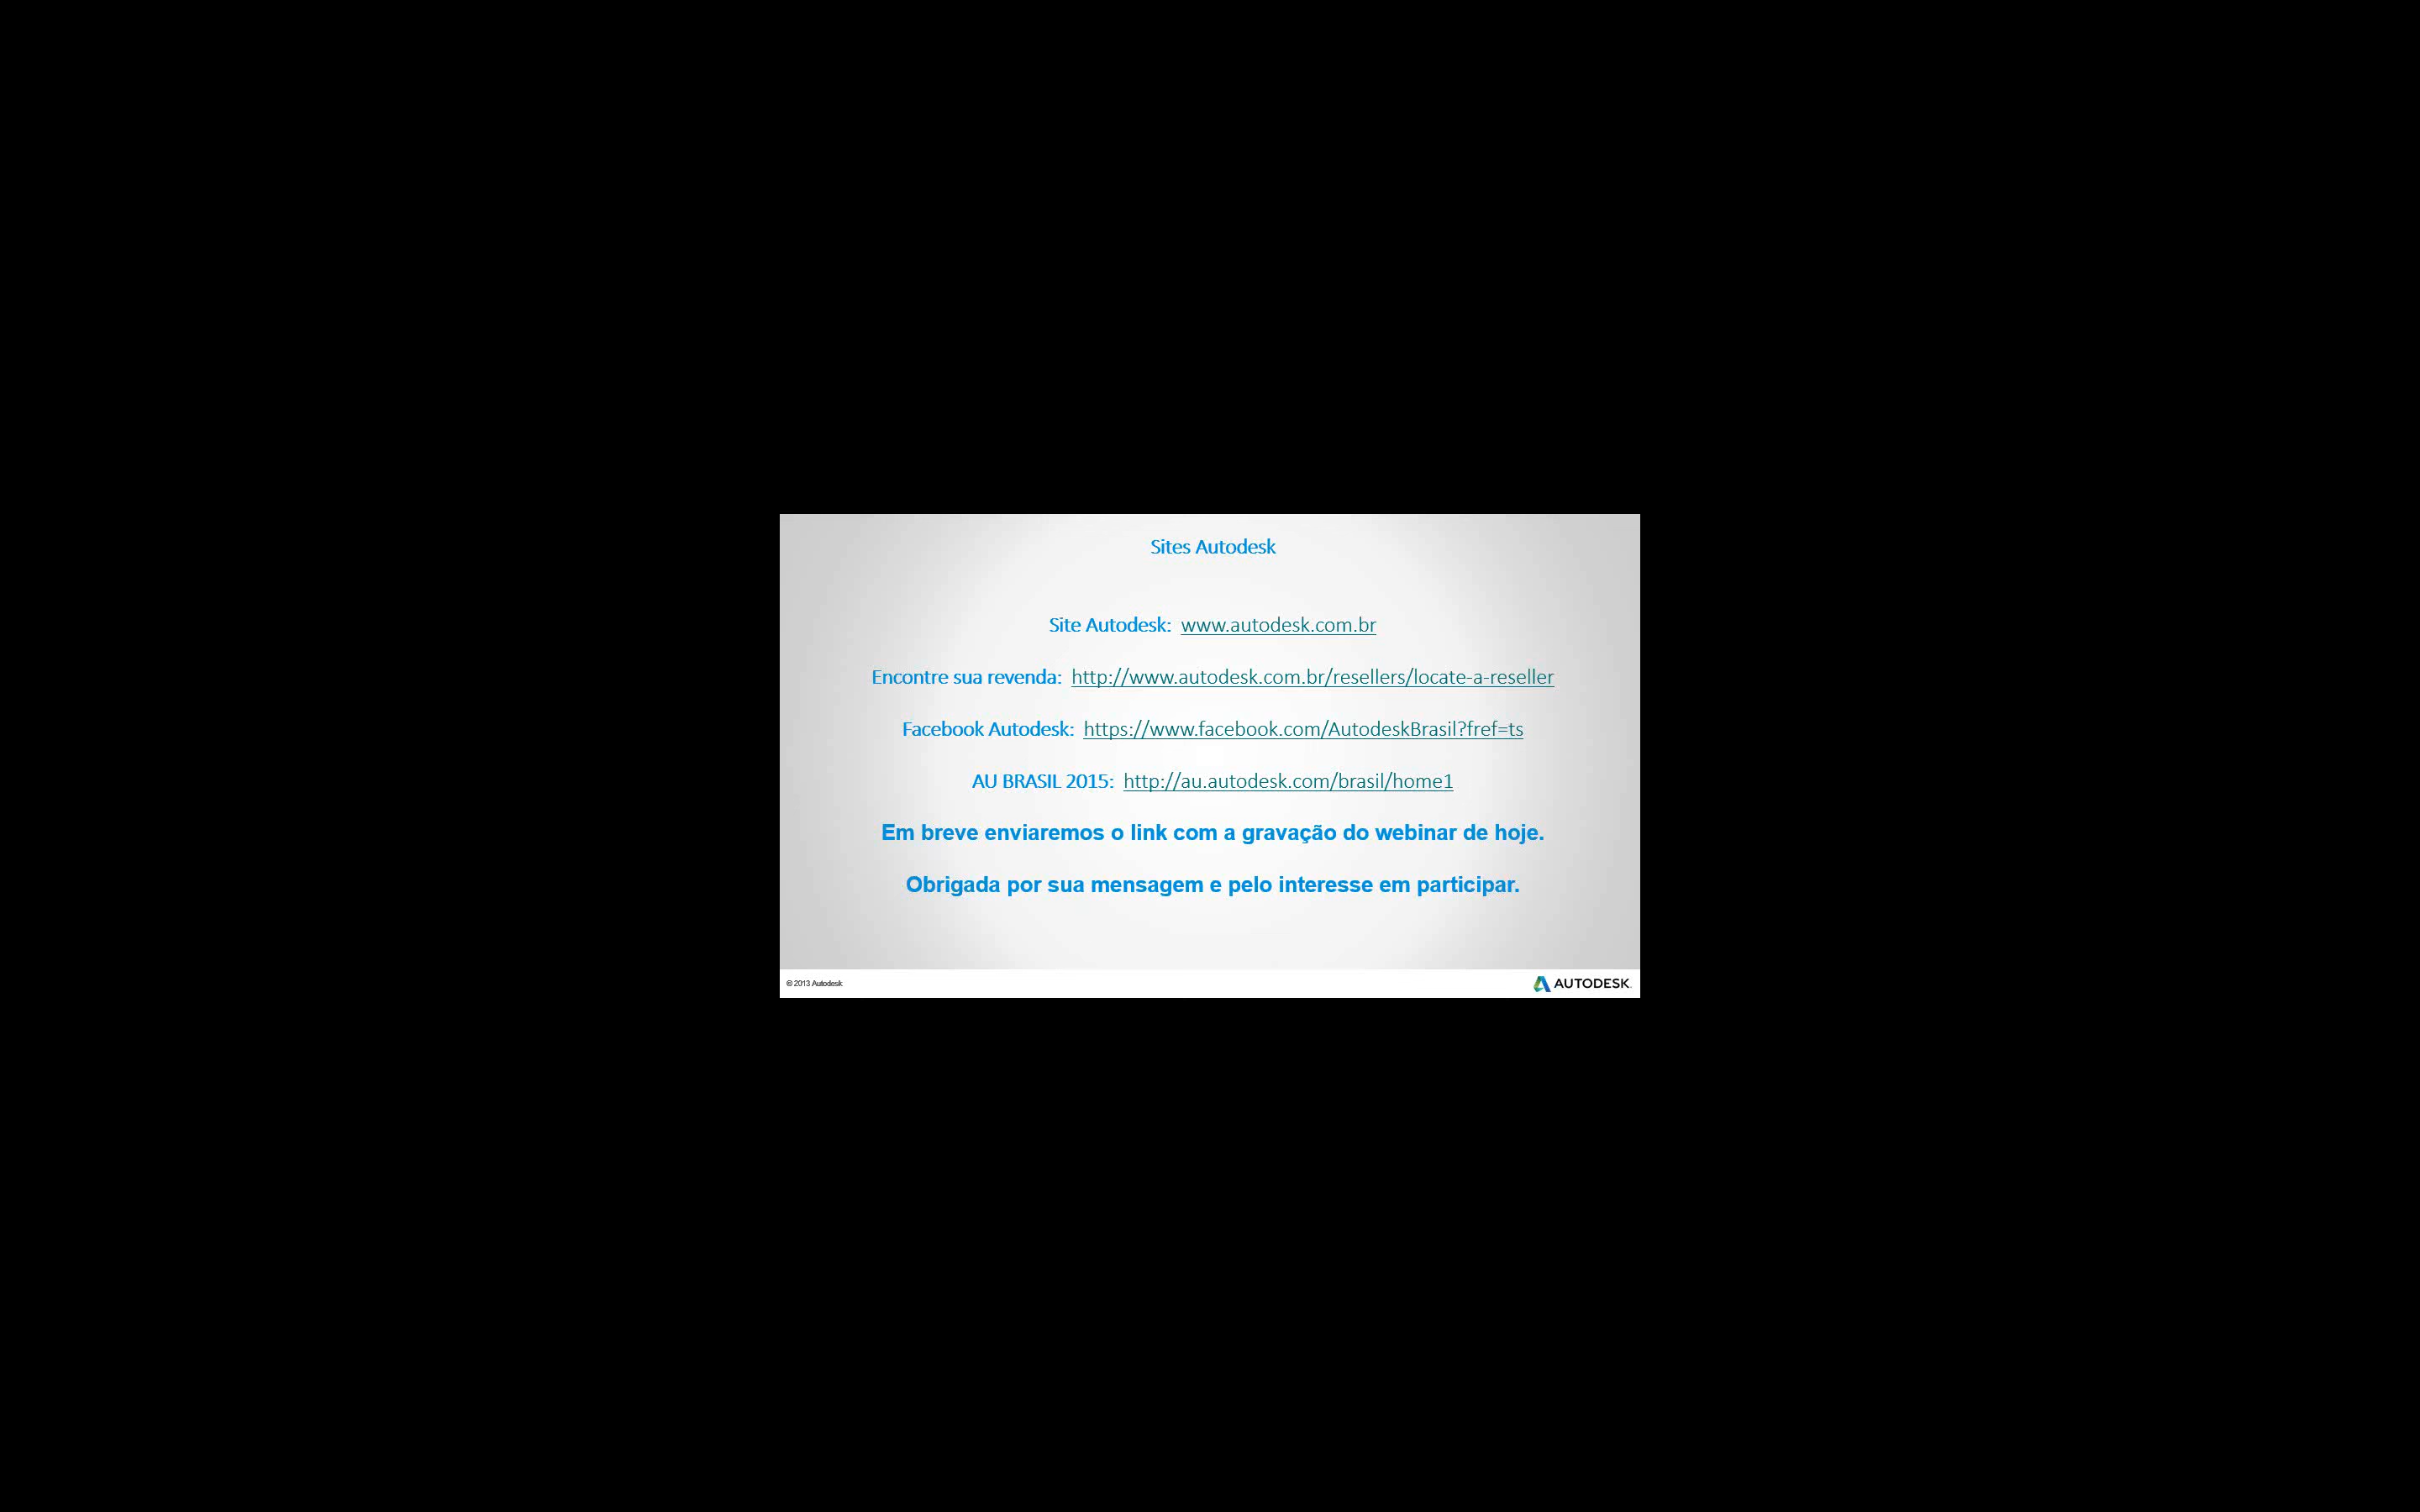 Sites Autodesk
Site Autodesk: www.autodesk.com.br
Encontre sua revenda: http://www.autodesk.com.br/resellers/locate-a-reseller
Facebook Autodesk: https://www.facebook.com/AutodeskBrasil?fref=ts
AU BRASIL 2015: http://au.autodesk.com/brasil/home1
Em breve enviaremos o link com a gravação do webinar de hoje.
Obrigada por sua mensagem e pelo interesse em participar.
© 2013 Autodesk
AUTODESK